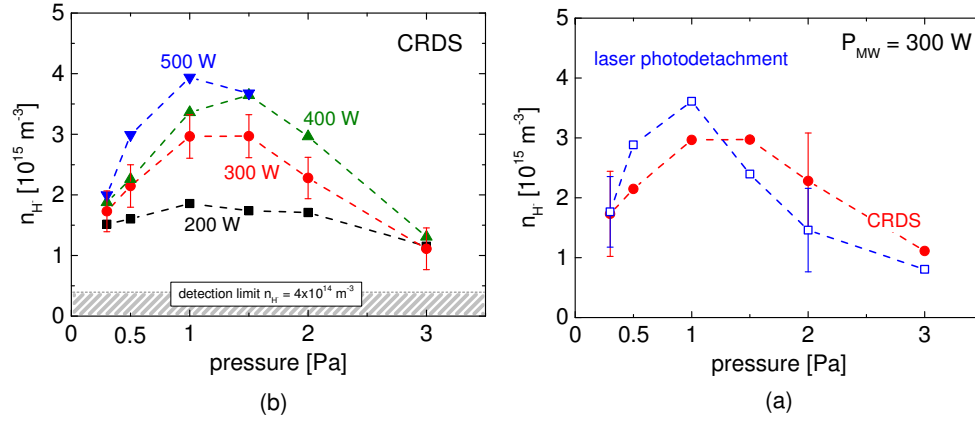 CRDS
500 W
400 W
300 W
200 W
detection limit n_H⁻ = 4x10^14 m^-3
n_H⁻ [10^15 m^-3]
5
4
3
2
1
0
0 0.5 1 2 3
pressure [Pa]
(b)
P_MW = 300 W
laser photodetachment
CRDS
n_H⁻ [10^15 m^-3]
5
4
3
2
1
0
0 0.5 1 2 3
pressure [Pa]
(a)